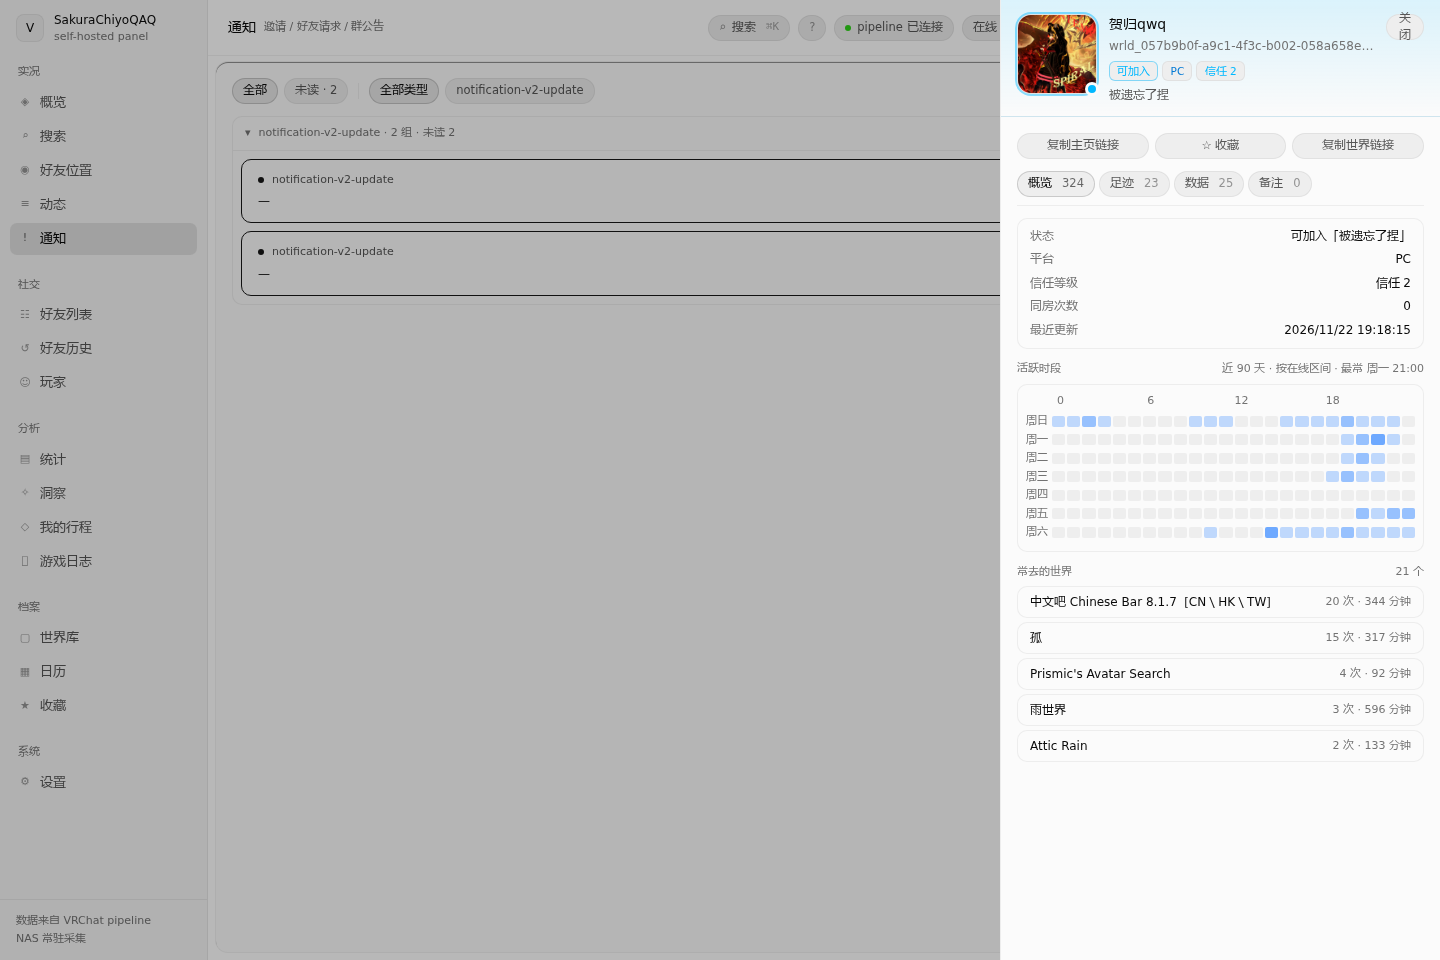 V
SakuraChiyoQAQ
self-hosted panel
实况
概览
搜索
好友位置
动态
! 通知
社交
好友列表
好友历史
玩家
分析
统计
洞察
我的行程
游戏日志
档案
世界库
日历
收藏
系统
设置
数据来自 VRChat pipeline
NAS 常驻采集
通知 邀请 / 好友请求 / 群公告
搜索 ⌘K
?
pipeline 已连接
在线
全部
未读 · 2
全部类型
notification-v2-update
▾ notification-v2-update · 2 组 · 未读 2
notification-v2-update
—
notification-v2-update
—
SPIRAL
贺归qwq
wrld_057b9b0f-a9c1-4f3c-b002-058a658e…
可加入 PC 信任 2
被速忘了捏
关闭
复制主页链接
☆ 收藏
复制世界链接
概览 324
足迹 23
数据 25
备注 0
状态 可加入「被速忘了捏」
平台 PC
信任等级 信任 2
同房次数 0
最近更新 2026/11/22 19:18:15
活跃时段 近 90 天 · 按在线区间 · 最常 周一 21:00
0 6 12 18
周日
周一
周二
周三
周四
周五
周六
常去的世界 21 个
中文吧 Chinese Bar 8.1.7［CN \ HK \ TW］ 20 次 · 344 分钟
孤 15 次 · 317 分钟
Prismic's Avatar Search 4 次 · 92 分钟
雨世界 3 次 · 596 分钟
Attic Rain 2 次 · 133 分钟